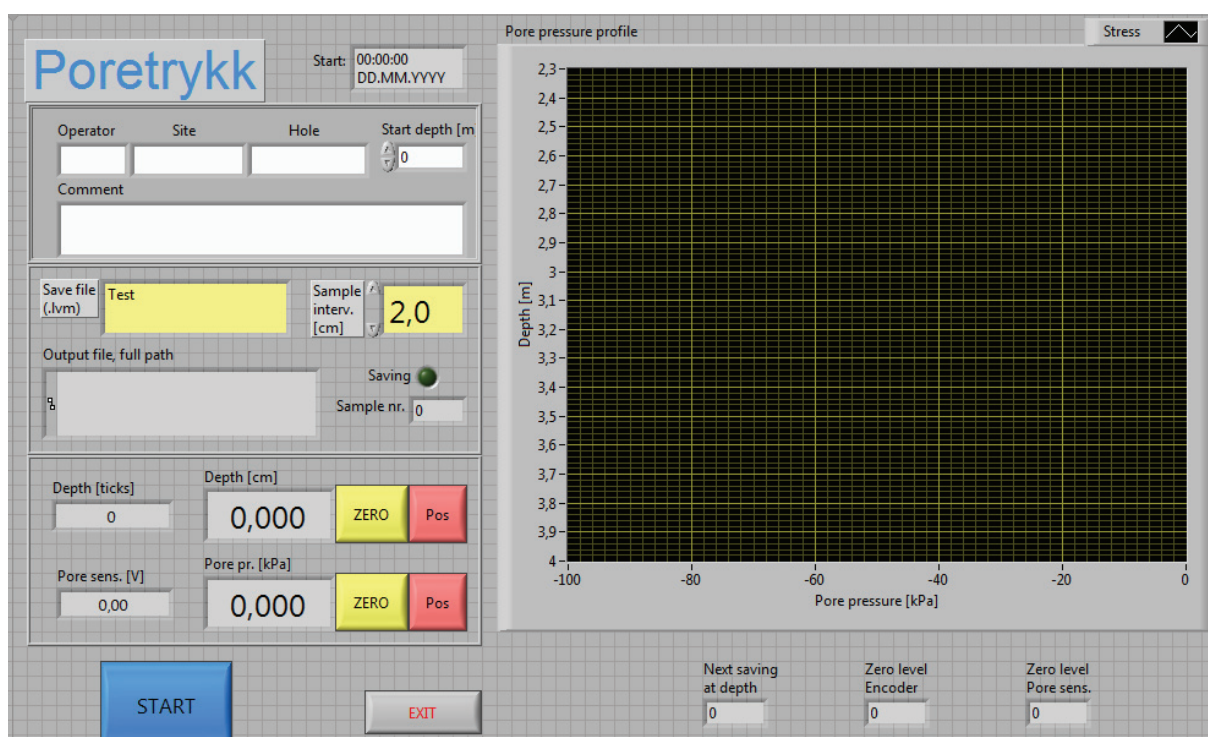 Poretrykk
Start:
00:00:00
DD.MM.YYYY
Operator
Site
Hole
Start depth [m
0
Comment
Save file
(.lvm)
Test
Sample
interv.
[cm]
2,0
Output file, full path
Saving
Sample nr.
0
Depth [ticks]
0
Depth [cm]
0,000
ZERO
Pos
Pore sens. [V]
0,00
Pore pr. [kPa]
0,000
ZERO
Pos
START
EXIT
Pore pressure profile
Stress
Depth [m]
2,3
2,4
2,5
2,6
2,7
2,8
2,9
3
3,1
3,2
3,3
3,4
3,5
3,6
3,7
3,8
3,9
4
-100
-80
-60
-40
-20
0
Pore pressure [kPa]
Next saving
at depth
0
Zero level
Encoder
0
Zero level
Pore sens.
0